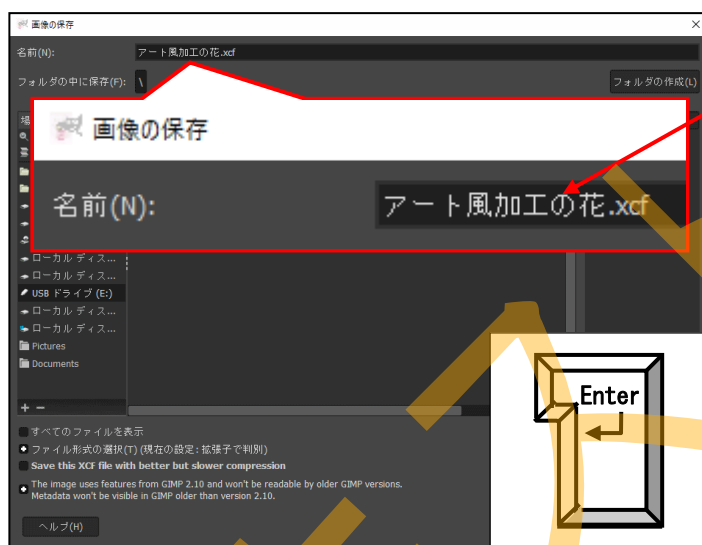 画像の保存
名前(N):
アート風加工の花.xcf
フォルダの中に保存(F):
\
フォルダの作成(L)
場
画像の保存
名前(N):
アート風加工の花.xcf
ローカル ディス...
ローカル ディス...
USB ドライブ (E:)
ローカル ディス...
ローカル ディス...
Pictures
Documents
+ −
すべてのファイルを表示
ファイル形式の選択(T) (現在の設定: 拡張子で判別)
Save this XCF file with better but slower compression
The image uses features from GIMP 2.10 and won't be readable by older GIMP versions.
Metadata won't be visible in GIMP older than version 2.10.
ヘルプ(H)
Enter